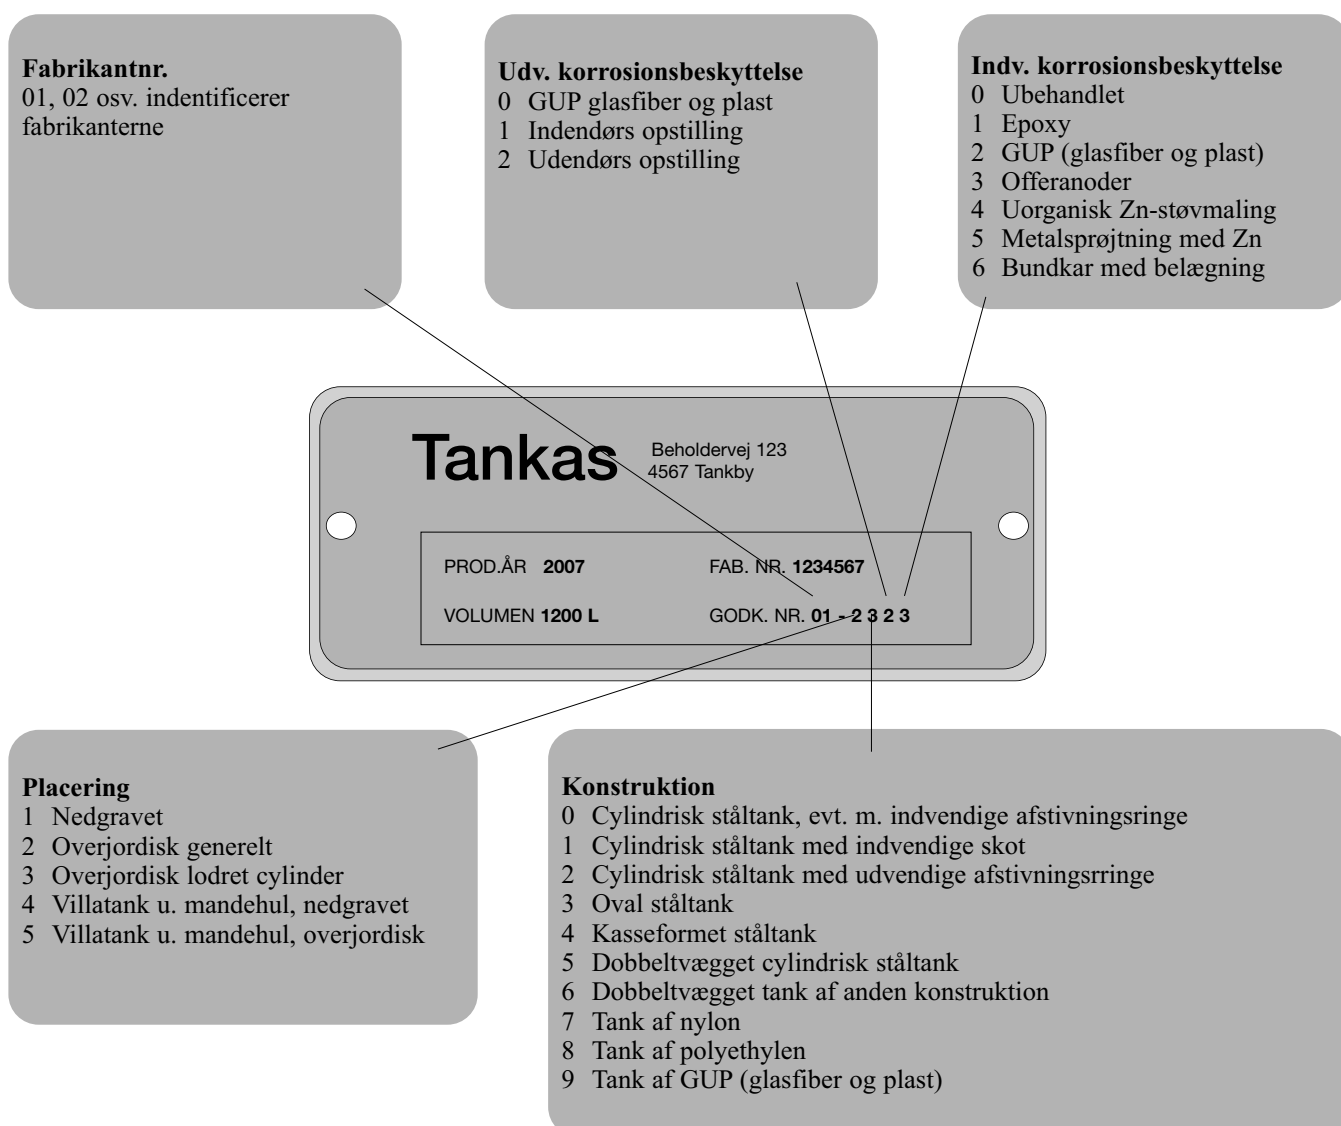 Fabrikantnr.
01, 02 osv. indentificerer
fabrikanterne
Udv. korrosionsbeskyttelse
0 GUP glasfiber og plast
1 Indendørs opstilling
2 Udendørs opstilling
Indv. korrosionsbeskyttelse
0 Ubehandlet
1 Epoxy
2 GUP (glasfiber og plast)
3 Offeranoder
4 Uorganisk Zn-støvmaling
5 Metalsprøjtning med Zn
6 Bundkar med belægning
Tankas
Beholdervej 123
4567 Tankby
PROD.ÅR 2007
FAB. NR. 1234567
VOLUMEN 1200 L
GODK. NR. 01 - 2 3 2 3
Placering
1 Nedgravet
2 Overjordisk generelt
3 Overjordisk lodret cylinder
4 Villatank u. mandehul, nedgravet
5 Villatank u. mandehul, overjordisk
Konstruktion
0 Cylindrisk ståltank, evt. m. indvendige afstivningsringe
1 Cylindrisk ståltank med indvendige skot
2 Cylindrisk ståltank med udvendige afstivningsrringe
3 Oval ståltank
4 Kasseformet ståltank
5 Dobbeltvægget cylindrisk ståltank
6 Dobbeltvægget tank af anden konstruktion
7 Tank af nylon
8 Tank af polyethylen
9 Tank af GUP (glasfiber og plast)